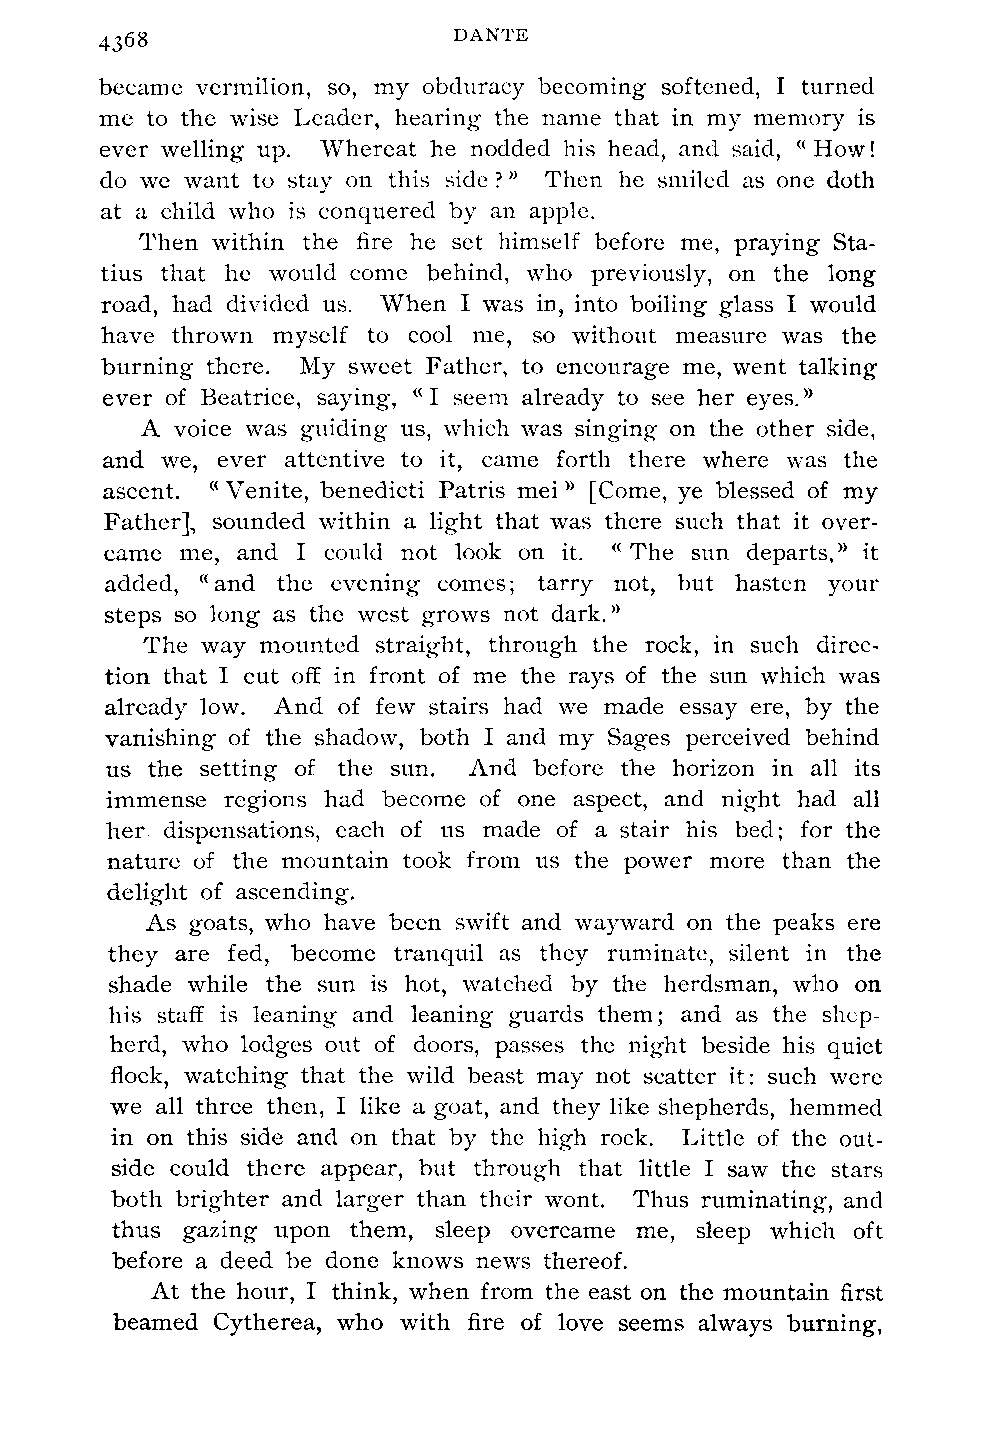 4368 DANTE
became vermilion, so, my obduracy becoming softened, I turned
me to the wise Leader, hearing the name that in my memory is
ever welling up. Whereat he nodded his head, and said, "How!
do we want to stay on this side?" Then he smiled as one doth
at a child who is conquered by an apple.
Then within the fire he set himself before me, praying Sta-
tius that he would come behind, who previously, on the long
road, had divided us. When I was in, into boiling glass I would
have thrown myself to cool me, so without measure was the
burning there. My sweet Father, to encourage me, went talking
ever of Beatrice, saying, "I seem already to see her eyes."
A voice was guiding us, which was singing on the other side,
and we, ever attentive to it, came forth there where was the
ascent. "Venite, benedicti Patris mei" [Come, ye blessed of my
Father], sounded within a light that was there such that it over-
came me, and I could not look on it. "The sun departs," it
added, "and the evening comes; tarry not, but hasten your
steps so long as the west grows not dark."
The way mounted straight, through the rock, in such direc-
tion that I cut off in front of me the rays of the sun which was
already low. And of few stairs had we made essay ere, by the
vanishing of the shadow, both I and my Sages perceived behind
us the setting of the sun. And before the horizon in all its
immense regions had become of one aspect, and night had all
her dispensations, each of us made of a stair his bed; for the
nature of the mountain took from us the power more than the
delight of ascending.
As goats, who have been swift and wayward on the peaks ere
they are fed, become tranquil as they ruminate, silent in the
shade while the sun is hot, watched by the herdsman, who on
his staff is leaning and leaning guards them; and as the shep-
herd, who lodges out of doors, passes the night beside his quiet
flock, watching that the wild beast may not scatter it: such were
we all three then, I like a goat, and they like shepherds, hemmed
in on this side and on that by the high rock. Little of the out-
side could there appear, but through that little I saw the stars
both brighter and larger than their wont. Thus ruminating, and
thus gazing upon them, sleep overcame me, sleep which oft
before a deed be done knows news thereof.
At the hour, I think, when from the east on the mountain first
beamed Cytherea, who with fire of love seems always burning,